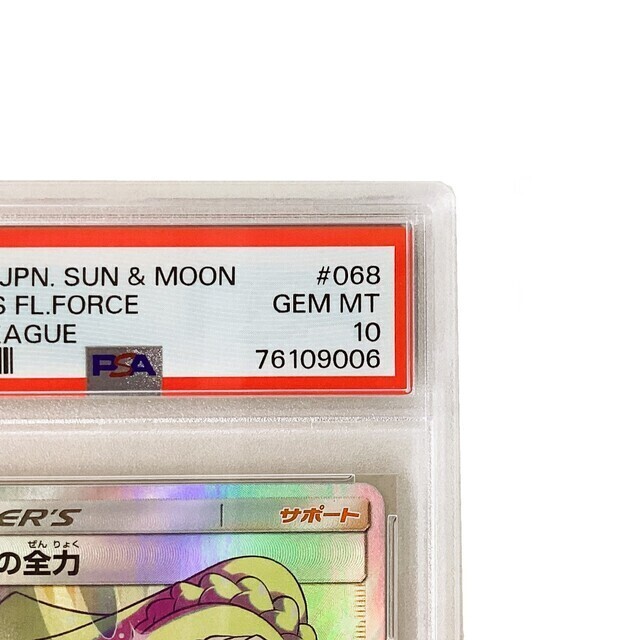 JPN. SUN & MOON #068
S FL.FORCE GEM MT
EAGUE 10
PSA 76109006
ER'S サポート
ぜん りょく
の全力